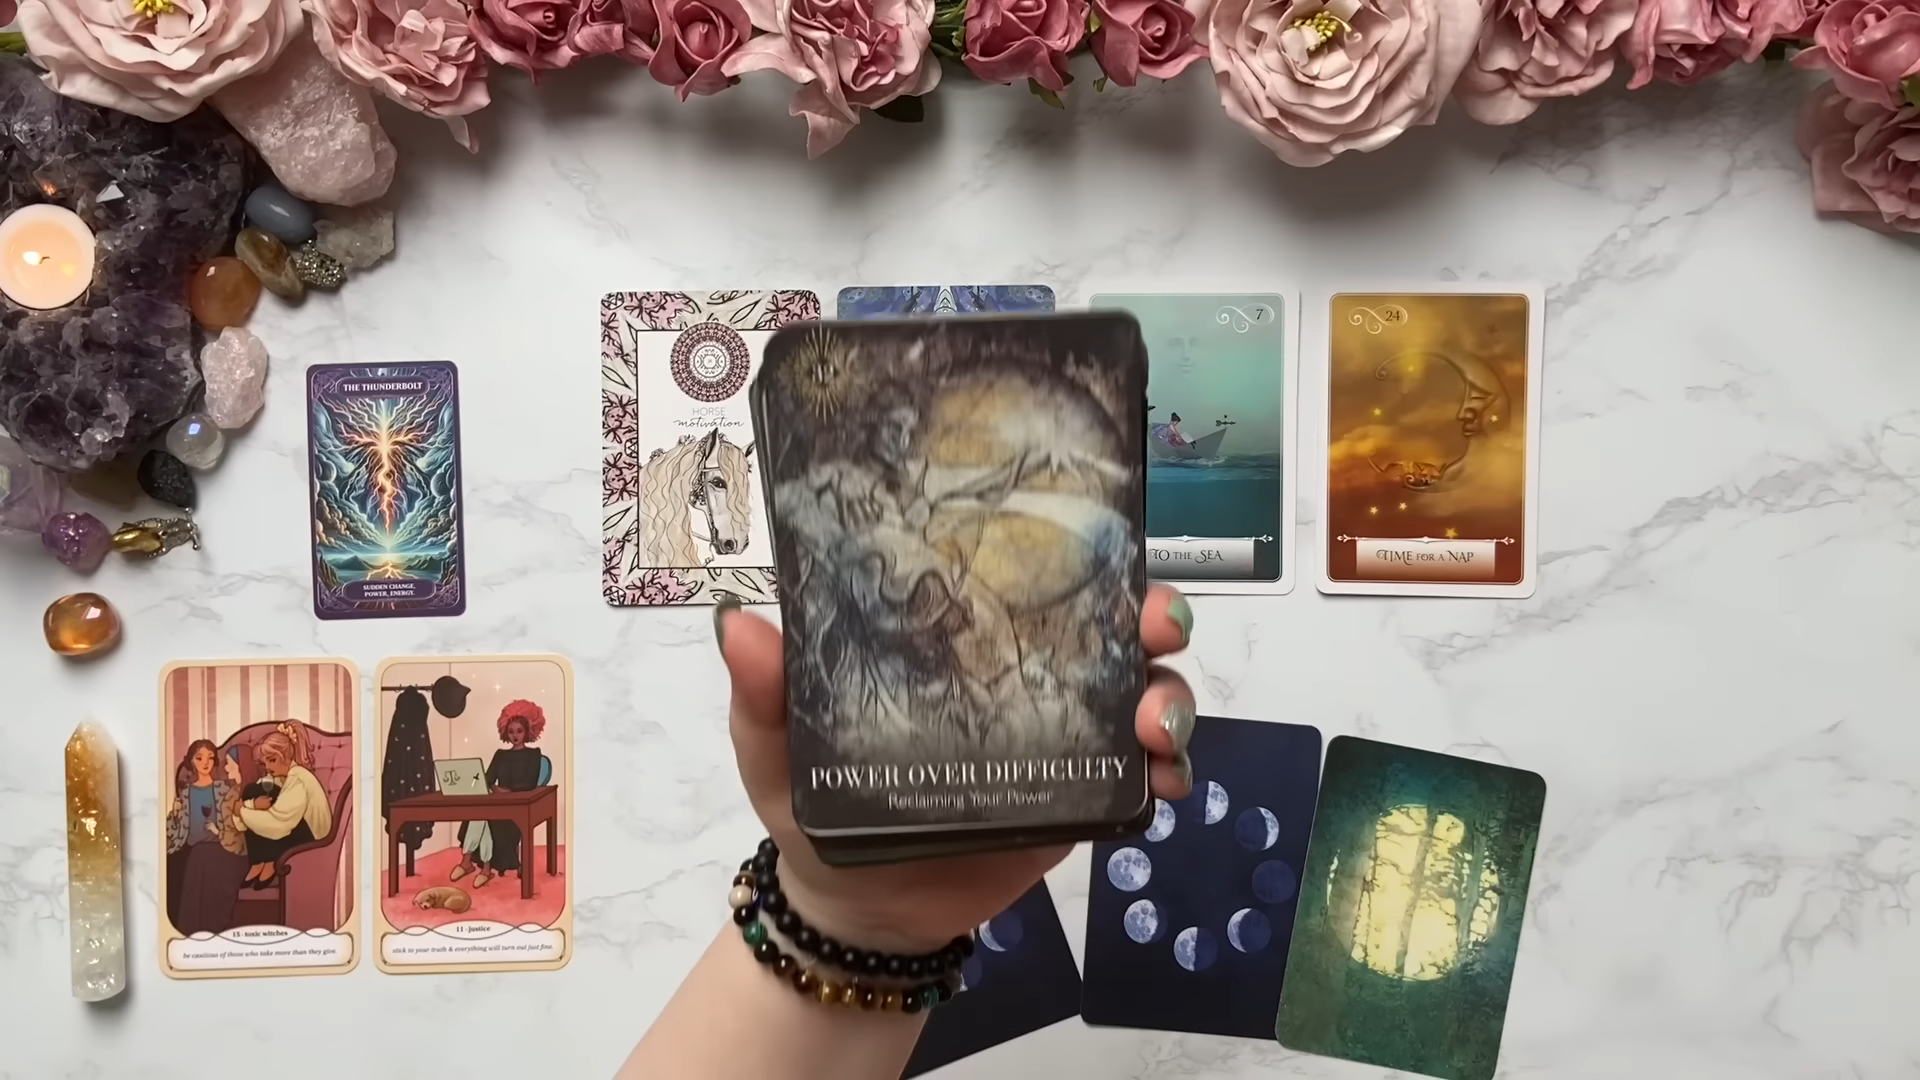 THE THUNDERBOLT
SUDDEN CHANGE,
POWER, ENERGY.
HORSE
motivation
7
TO THE SEA
24
TIME FOR A NAP
POWER OVER DIFFICULTY
Reclaiming Your Power
15 - toxic witches
be cautious of those who take more than they give.
11 - justice
stick to your truth & everything will turn out just fine.